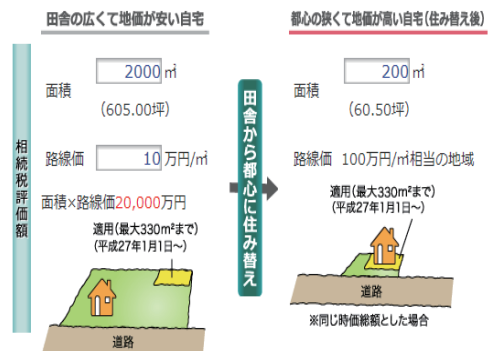 田舎の広くて地価が安い自宅
都心の狭くて地価が高い自宅(住み替え後)
相続税評価額
面積 2000 ㎡
(605.00坪)
路線価 10 万円/㎡
面積×路線価20,000万円
適用(最大330m²まで)
(平成27年1月1日~)
道路
田舎から都心に住み替え
面積 200 ㎡
(60.50坪)
路線価 100万円/㎡相当の地域
適用(最大330m²まで)
(平成27年1月1日~)
道路
※同じ時価総額とした場合